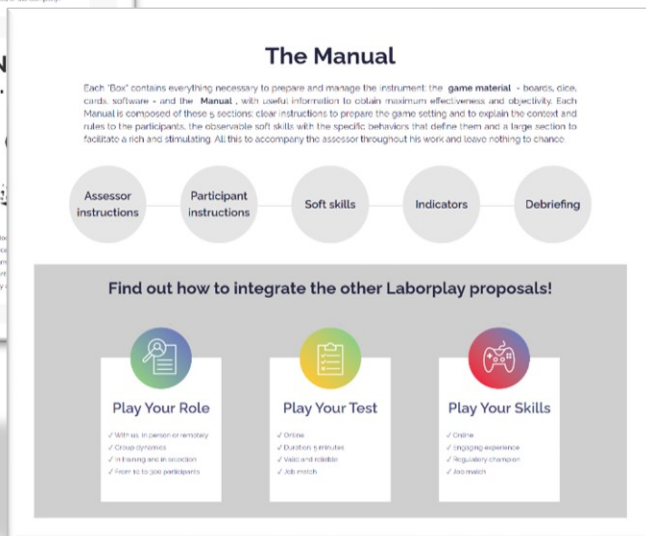 The Manual
Each "Box" contains everything necessary to prepare and manage the instrument: the game material - boards, dice,
cards, software - and the Manual , with useful information to obtain maximum effectiveness and objectivity. Each
Manual is composed of these 5 sections: clear instructions to prepare the game setting and to explain the context and
rules to the participants, the observable soft skills with the specific behaviors that define them and a large section to
facilitate a rich and stimulating. All this to accompany the assessor throughout his work and leave nothing to chance.
Assessor
instructions
Participant
instructions
Soft skills
Indicators
Debriefing
Find out how to integrate the other Laborplay proposals!
Play Your Role
✓ With us, in person or remotely
✓ Group dynamics
✓ In training and in selection
✓ From 10 to 300 participants
Play Your Test
✓ Online
✓ Duration: 5 minutes
✓ Valid and reliable
✓ Job match
Play Your Skills
✓ Online
✓ Engaging experience
✓ Regulatory champion
✓ Job match